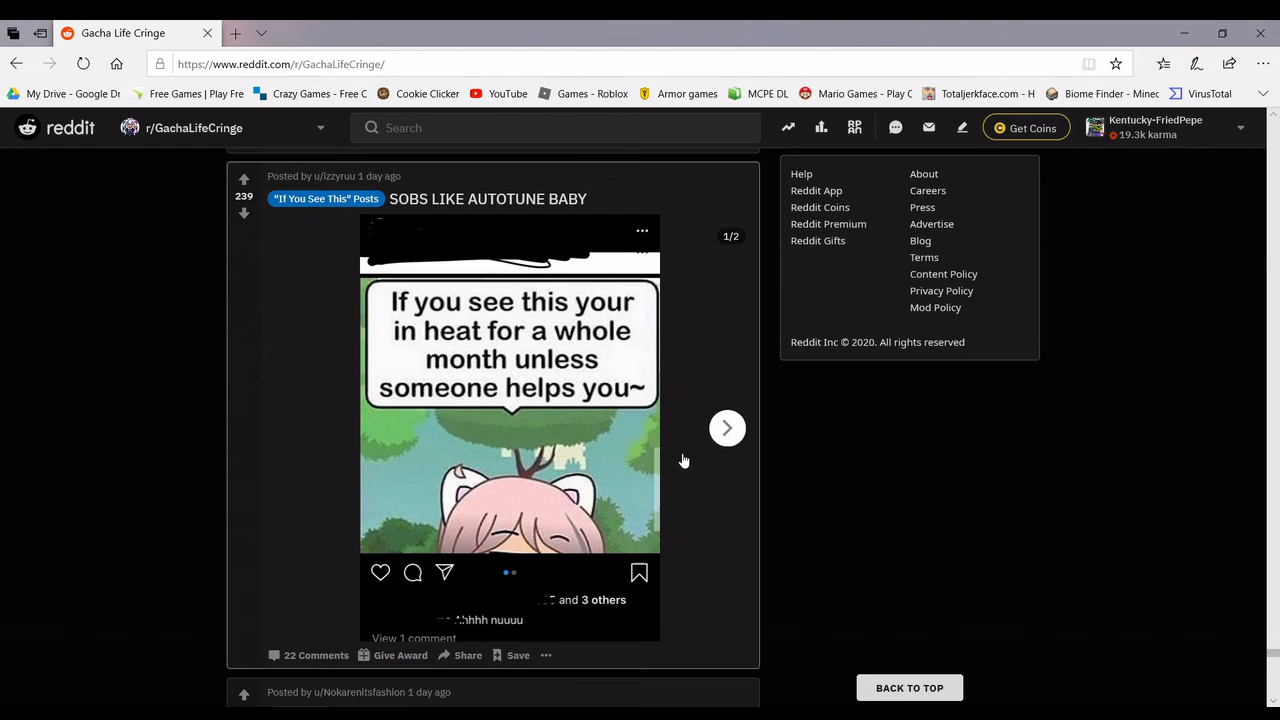 Gacha Life Cringe
https://www.reddit.com/r/GachaLifeCringe/
My Drive - Google Dr
Free Games | Play Fre
Crazy Games - Free C
Cookie Clicker
YouTube
Games - Roblox
Armor games
MCPE DL
Mario Games - Play C
Totaljerkface.com - H
Biome Finder - Minec
VirusTotal
reddit
r/GachaLifeCringe
Search
Get Coins
Kentucky-FriedPepe
19.3k karma
Posted by u/izzyruu 1 day ago
239
"If You See This" Posts SOBS LIKE AUTOTUNE BABY
1/2
If you see this your
in heat for a whole
month unless
someone helps you~
and 3 others
Ahhhh nuuuu
View 1 comment
22 Comments
Give Award
Share
Save
Posted by u/Nokarenitsfashion 1 day ago
Help
About
Reddit App
Careers
Reddit Coins
Press
Reddit Premium
Advertise
Reddit Gifts
Blog
Terms
Content Policy
Privacy Policy
Mod Policy
Reddit Inc © 2020. All rights reserved
BACK TO TOP